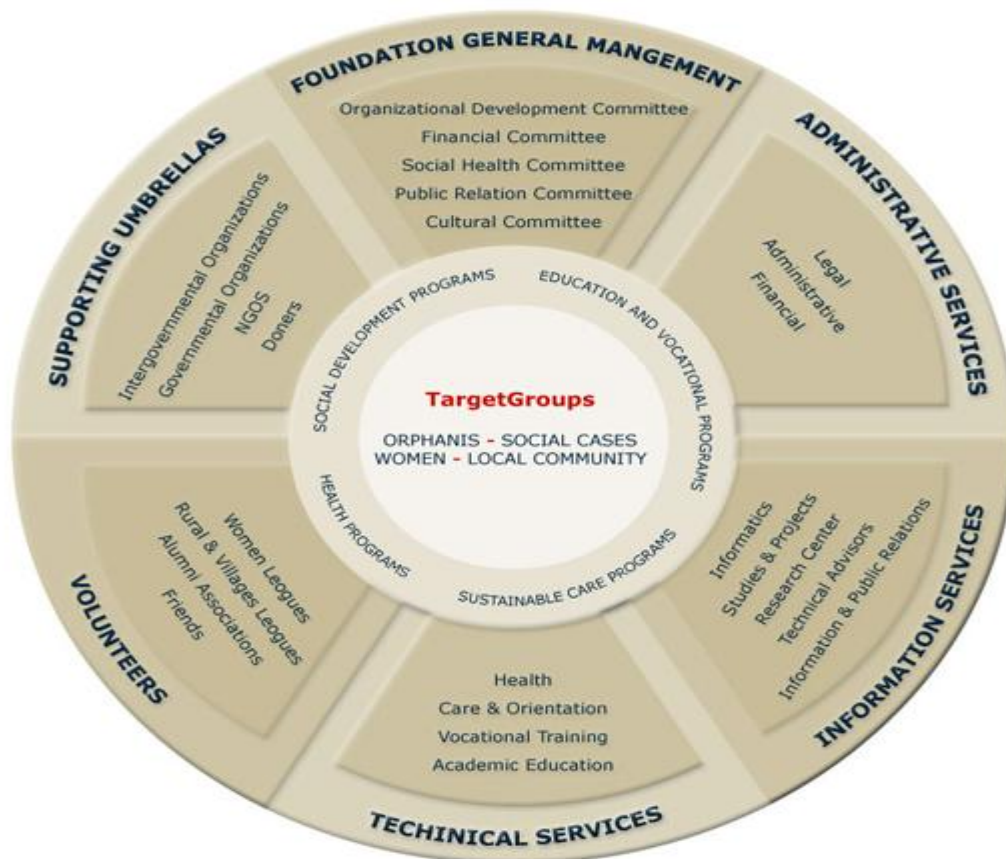 FOUNDATION GENERAL MANGEMENT
Organizational Development Committee
Financial Committee
Social Health Committee
Public Relation Committee
Cultural Committee
ADMINISTRATIVE SERVICES
Legal
Administrative
Financial
INFORMATION SERVICES
Informatics
Studies & Projects
Research Center
Technical Advisors
Information & Public Relations
TECHINICAL SERVICES
Health
Care & Orientation
Vocational Training
Academic Education
VOLUNTEERS
Women Leogues
Rural & Villages Leogues
Alumni Associations
Friends
SUPPORTING UMBRELLAS
Intergovernmental Organizations
Governmental Organizations
NGOS
Doners
SOCIAL DEVELOPMENT PROGRAMS
EDUCATION AND VOCATIONAL PROGRAMS
SUSTAINABLE CARE PROGRAMS
HEALTH PROGRAMS
TargetGroups
ORPHANIS - SOCIAL CASES
WOMEN - LOCAL COMMUNITY